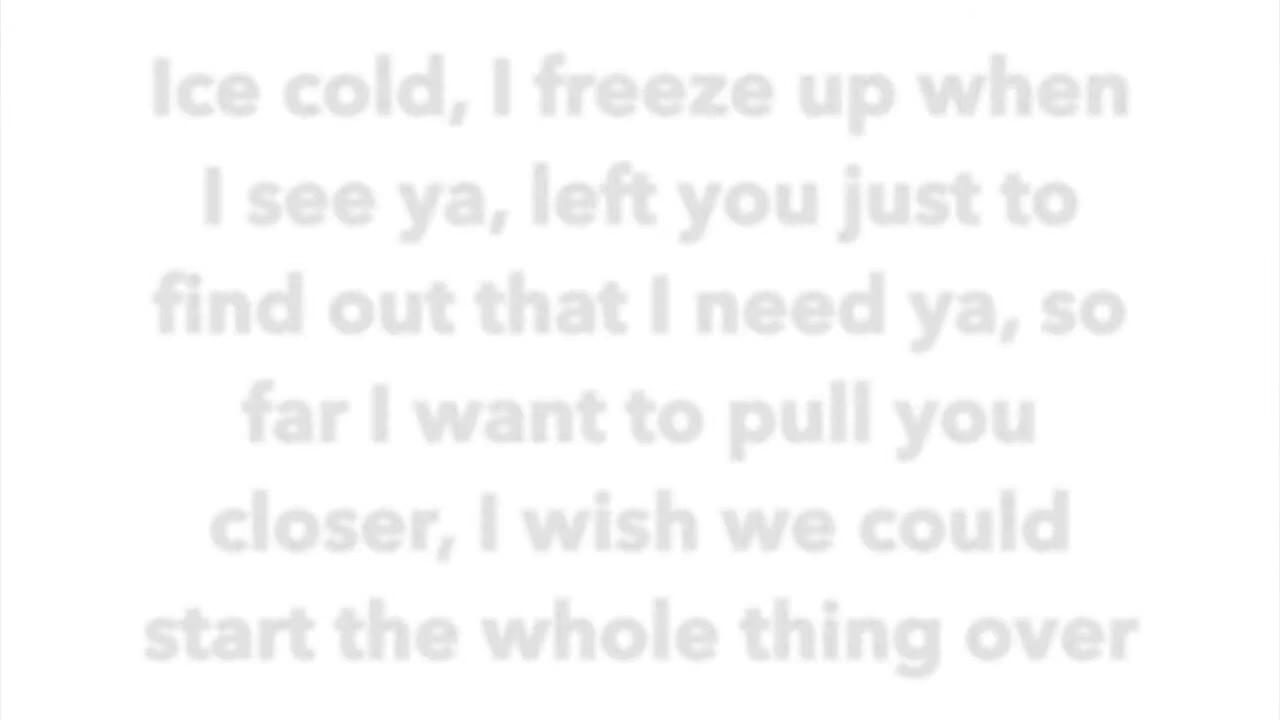 Ice cold, I freeze up when
I see ya, left you just to
find out that I need ya, so
far I want to pull you
closer, I wish we could
start the whole thing over